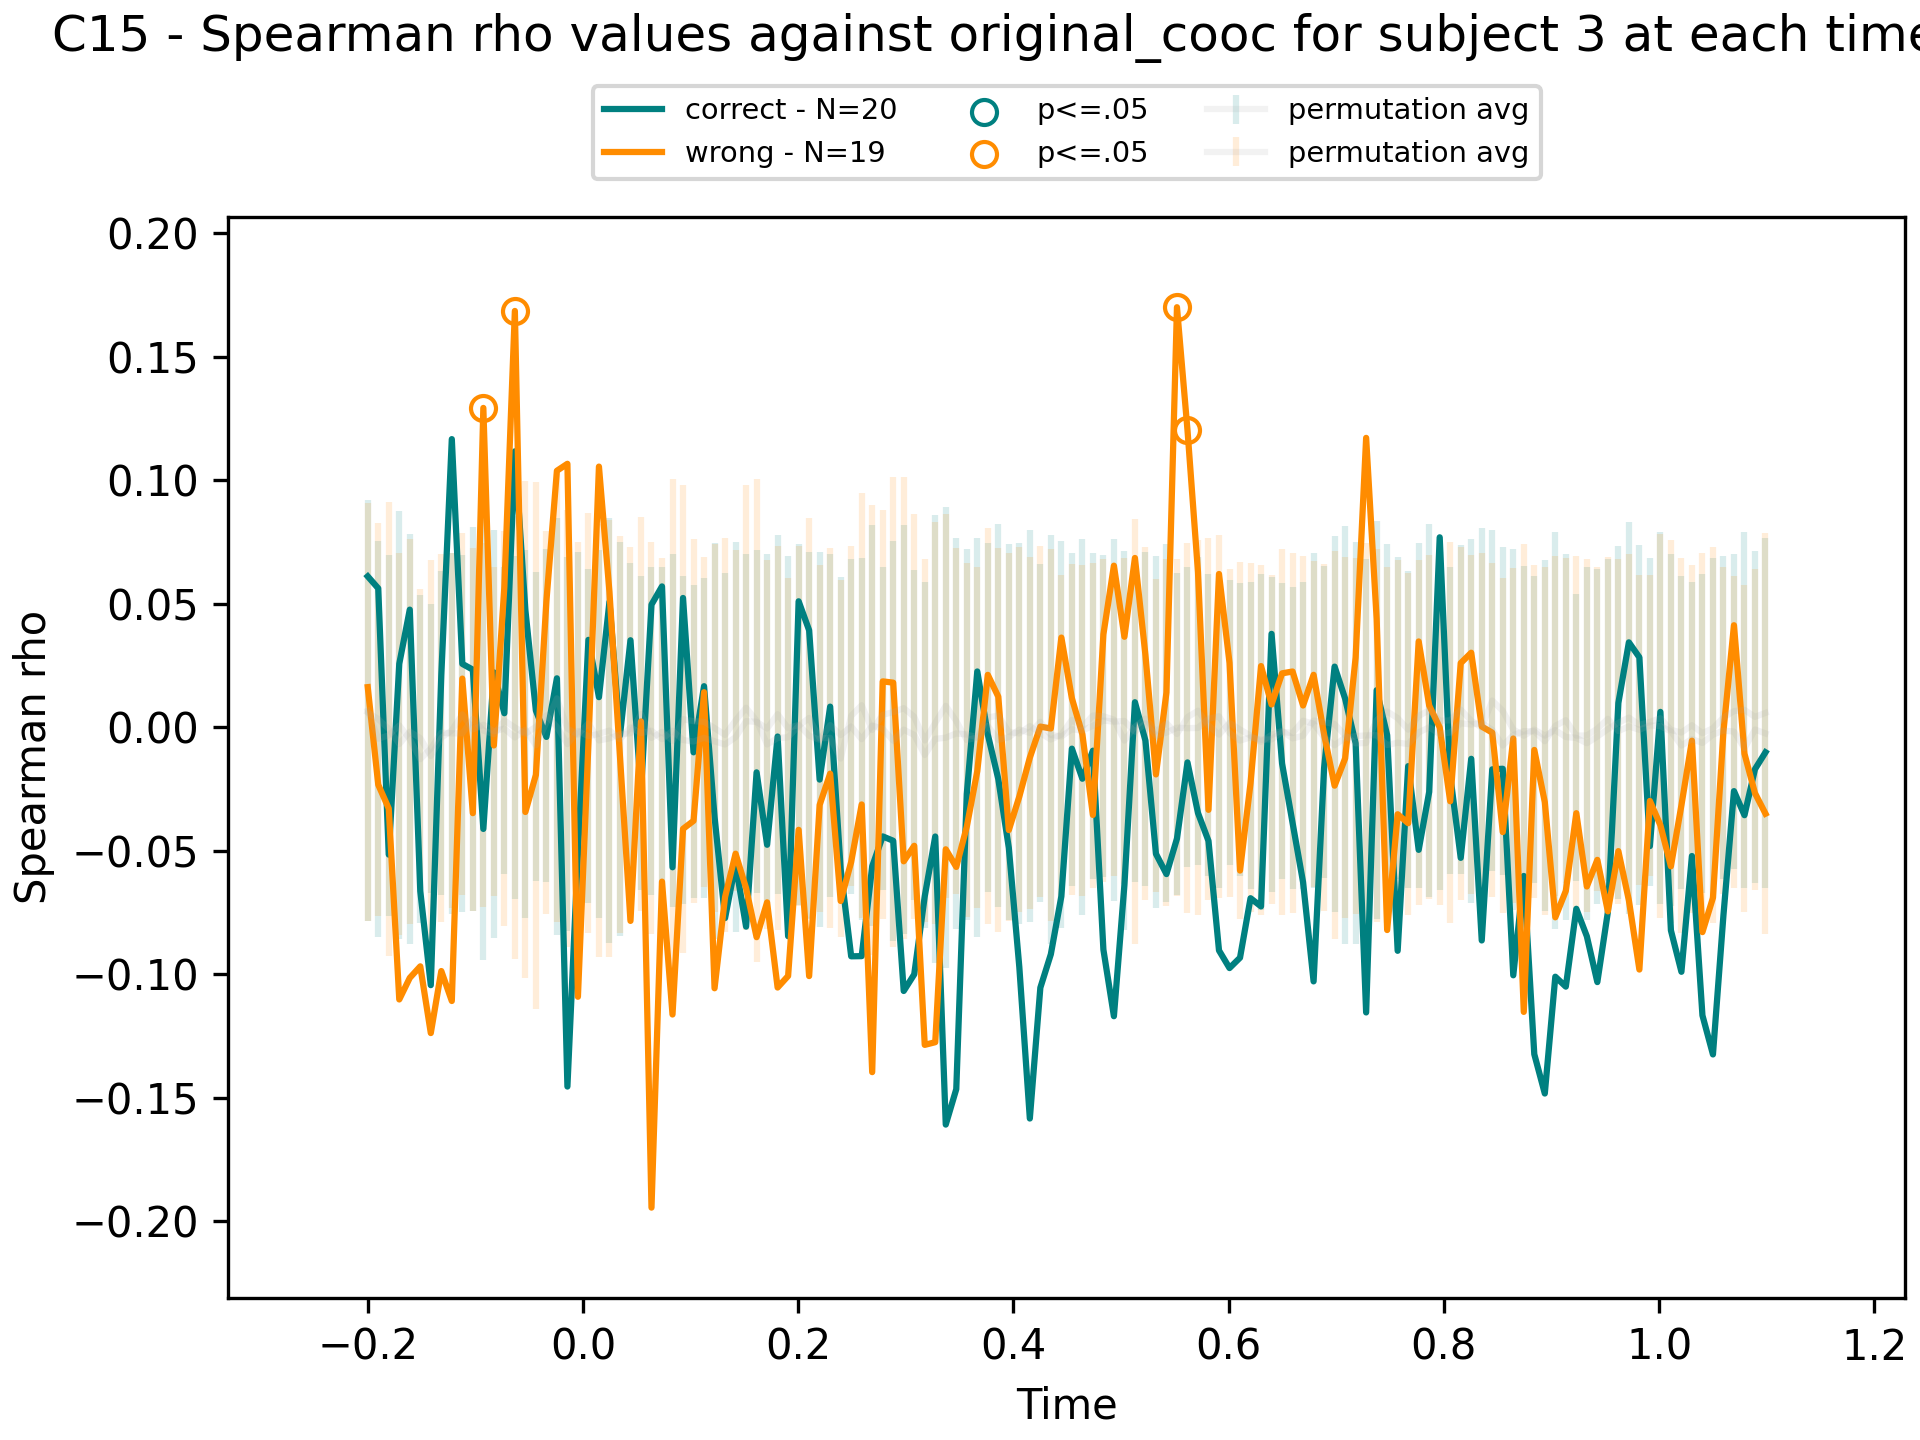 C15 - Spearman rho values against original_cooc for subject 3 at each time
correct - N=20
p<=.05
permutation avg
wrong - N=19
p<=.05
permutation avg
0.20
0.15
0.10
0.05
0.00
−0.05
−0.10
−0.15
−0.20
Spearman rho
−0.2
0.0
0.2
0.4
0.6
0.8
1.0
1.2
Time